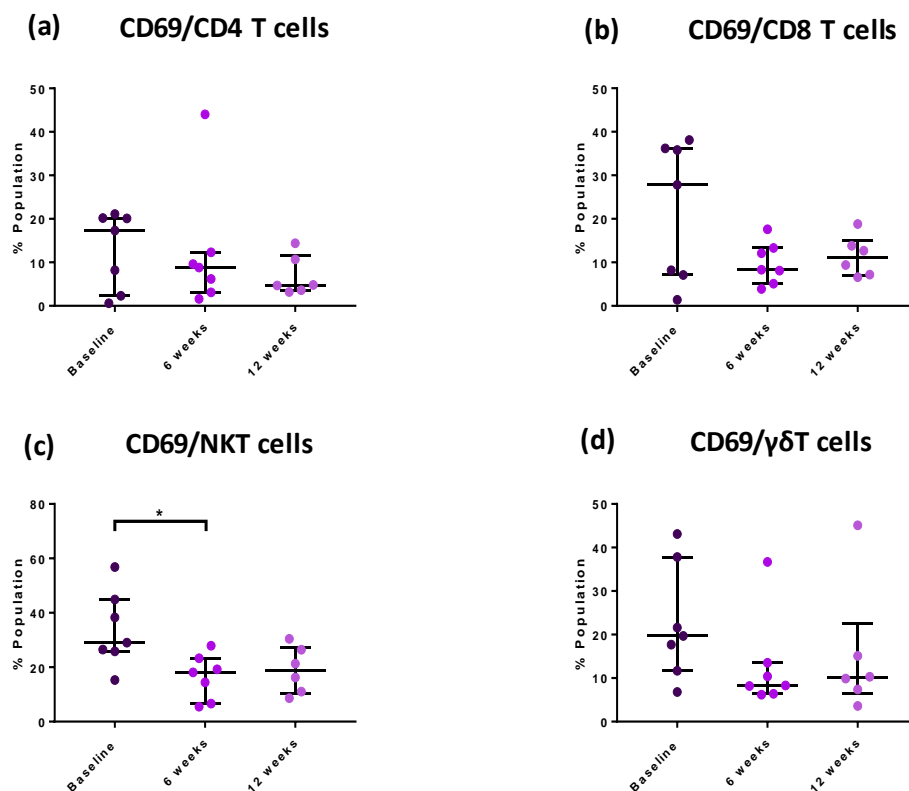 (a) CD69/CD4 T cells
% Population
50
40
30
20
10
0
Baseline
6 weeks
12 weeks
(b) CD69/CD8 T cells
% Population
50
40
30
20
10
0
Baseline
6 weeks
12 weeks
(c) CD69/NKT cells
% Population
80
60
40
20
0
*
Baseline
6 weeks
12 weeks
(d) CD69/γδT cells
% Population
50
40
30
20
10
0
Baseline
6 weeks
12 weeks